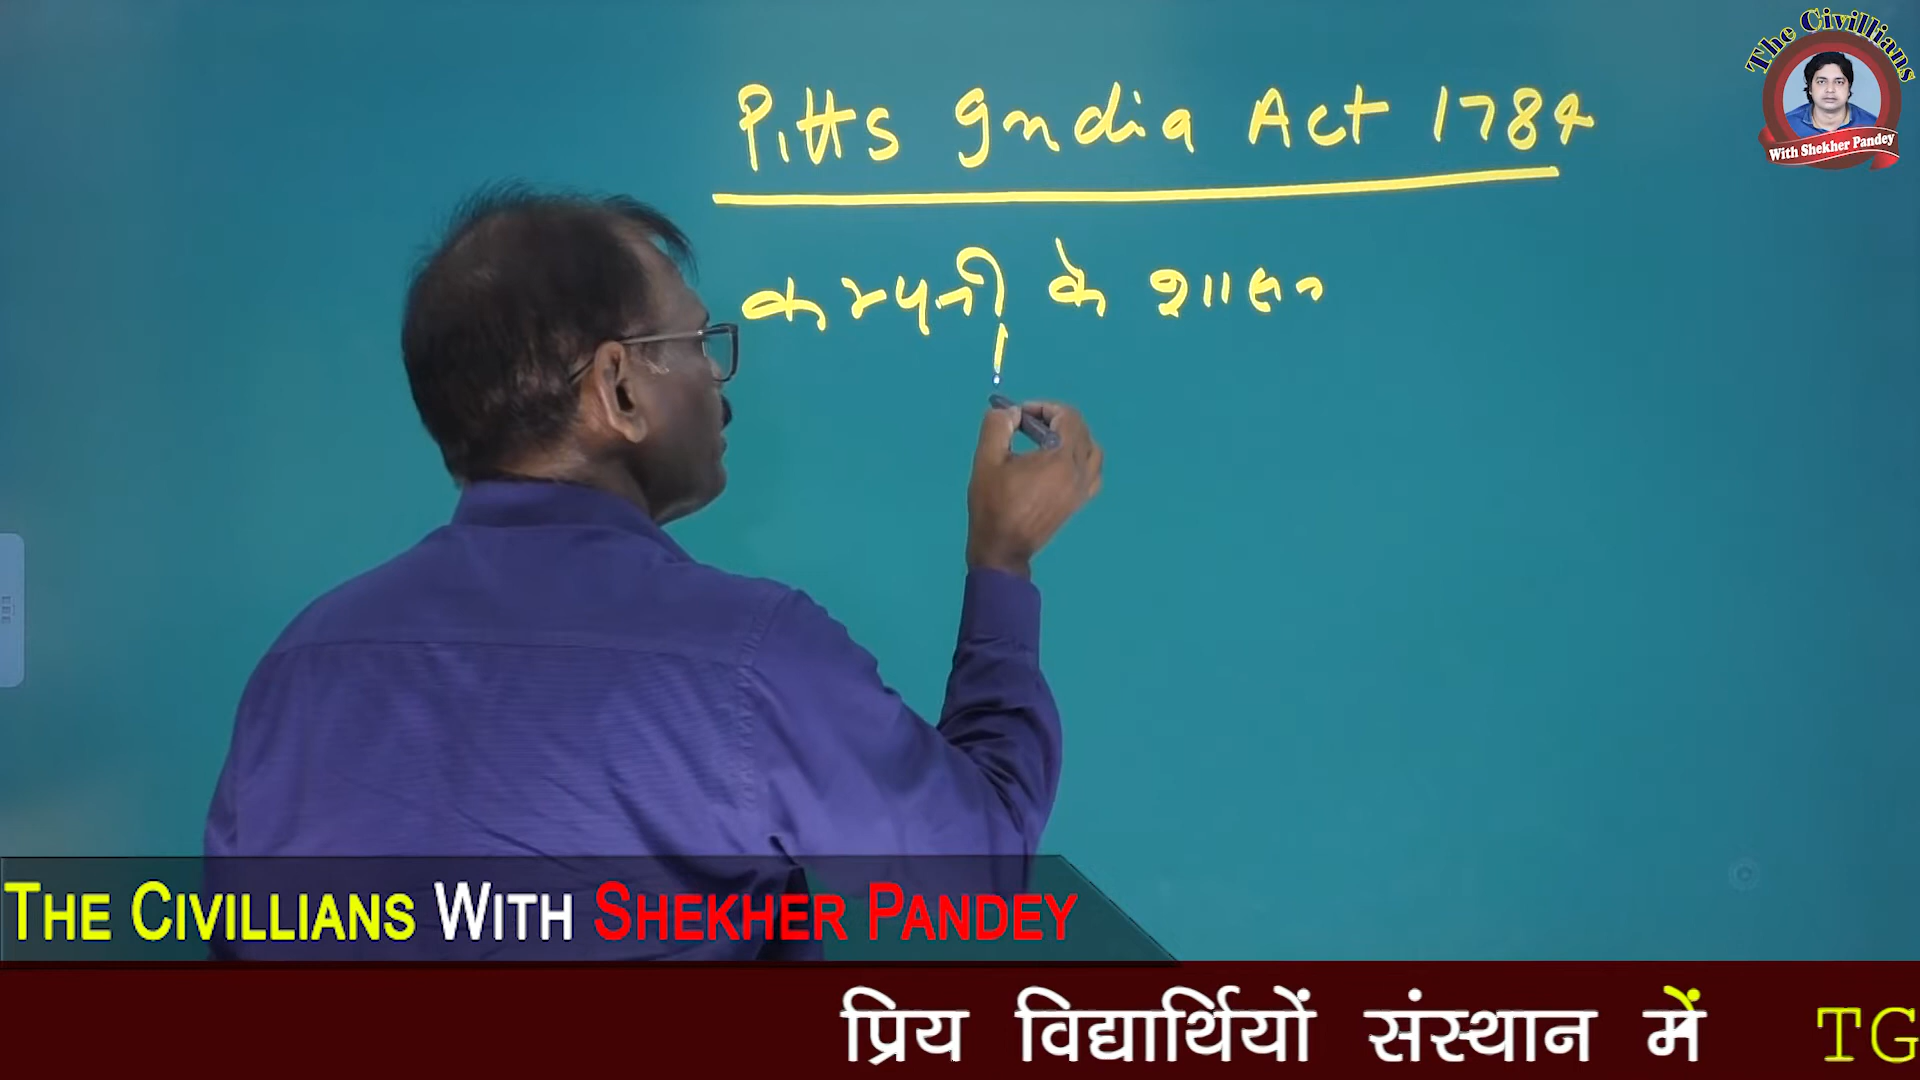 The Civillians
With Shekher Pandey
Pitts India Act 1784
कम्पनी के शासन
THE CIVILLIANS WITH SHEKHER PANDEY
प्रिय विद्यार्थियों संस्थान में TG